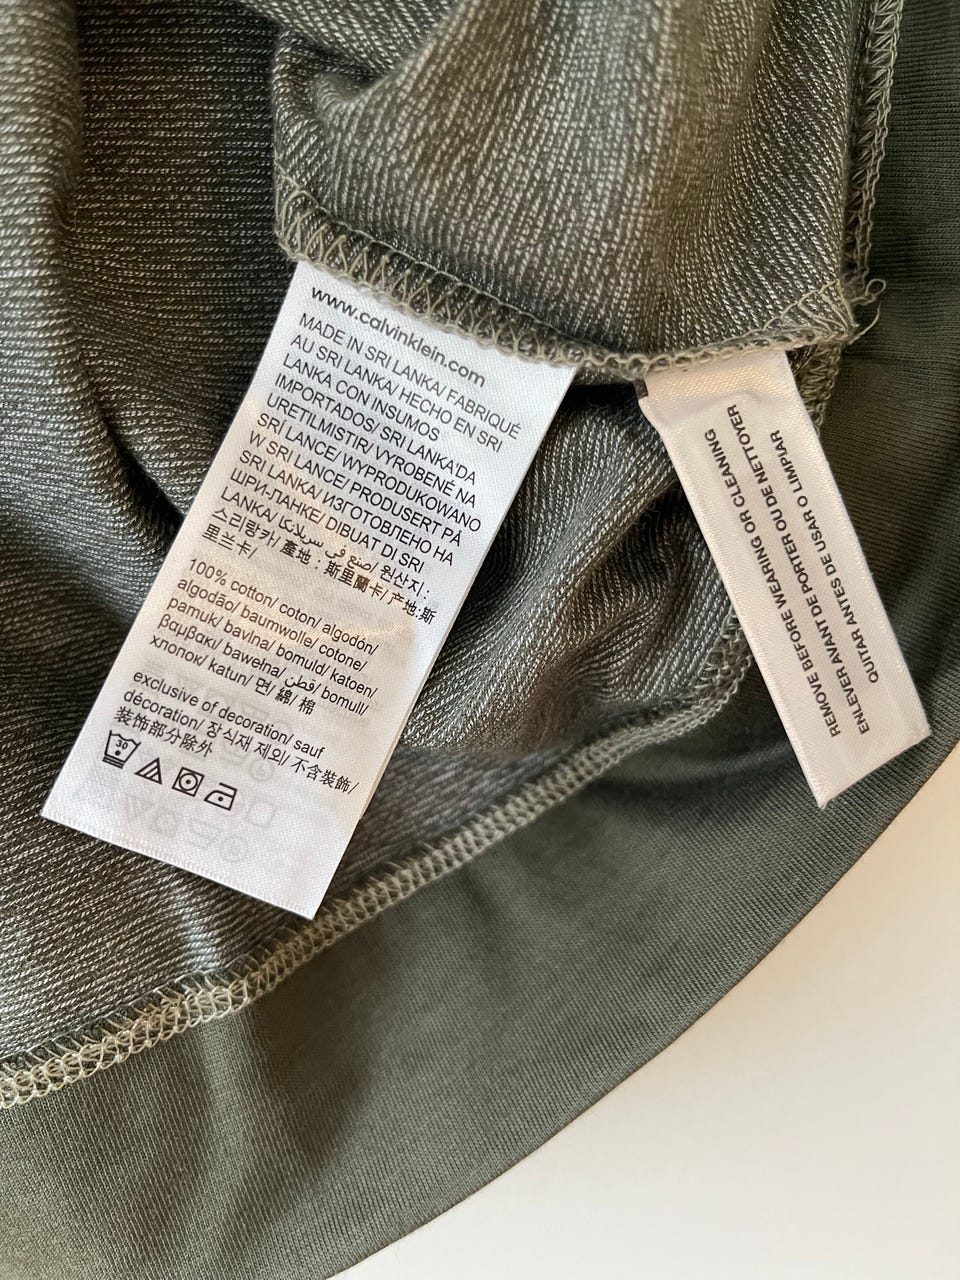 www.calvinklein.com
MADE IN SRI LANKA/ FABRIQUÉ
AU SRI LANKA/ HECHO EN SRI
LANKA CON INSUMOS
IMPORTADOS/ SRI LANKA'DA
URETILMISTIR/ VYROBENÉ NA
SRÍ LANCE/ WYPRODUKOWANO
W SRI LANCE/ PRODUSERT PÅ
SRI LANKA/ ИЗГОТОВЛЕНО НА
ШРИ-ЛАНКЕ/ DIBUAT DI SRI
LANKA/ صنع في سريلانكا/ 원산지 :
스리랑카/ 產地 : 斯里蘭卡/ 产地:斯
里兰卡/
100% cotton/ coton/ algodón/
algodão/ baumwolle/ cotone/
pamuk/ bavlna/ bomuld/ katoen/
βαμβακι/ bawełna/ قطن/ bomull/
хлопок/ katun/ 면/ 綿/ 棉
exclusive of decoration/ sauf
décoration/ 장식재 제외/ 不含裝飾/
装饰部分除外
30
REMOVE BEFORE WEARING OR CLEANING
ENLEVER AVANT DE PORTER OU DE NETTOYER
QUITAR ANTES DE USAR O LIMPIAR